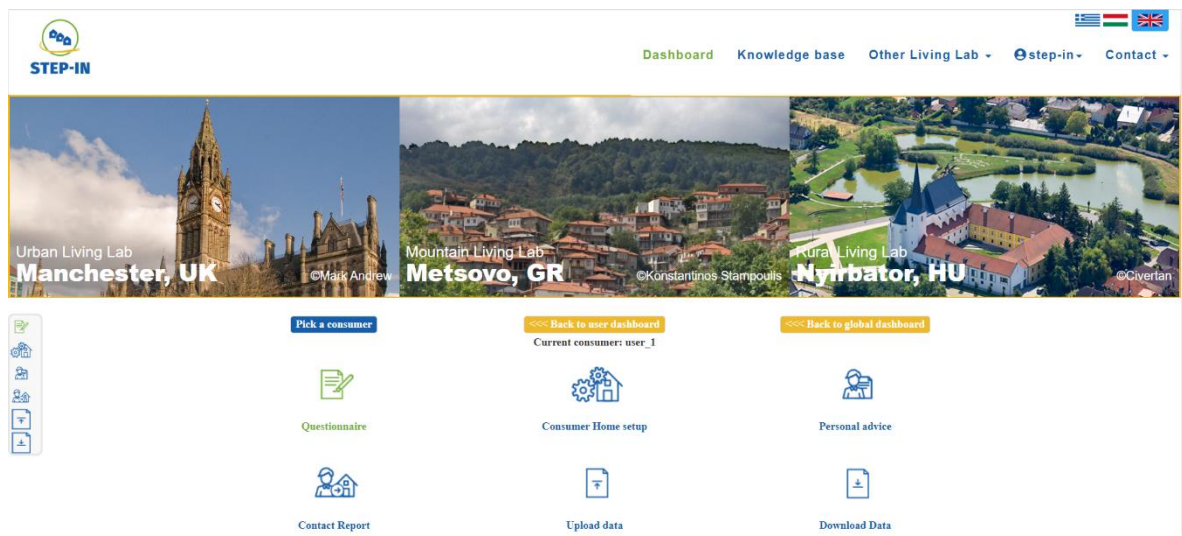 STEP-IN
Dashboard Knowledge base Other Living Lab step-in Contact
Urban Living Lab
Manchester, UK
©Mark Andrew
Mountain Living Lab
Metsovo, GR
©Konstantinos Stampoulis
Rural Living Lab
Nyirbator, HU
©Civertan
Pick a consumer
<<< Back to user dashboard
<<< Back to global dashboard
Current consumer: user_1
Questionnaire
Consumer Home setup
Personal advice
Contact Report
Upload data
Download Data